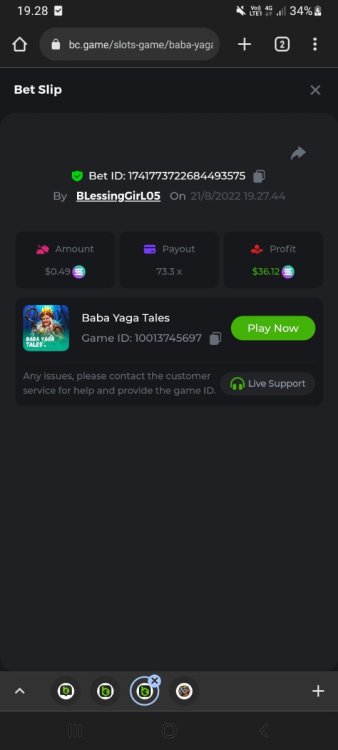 19.28
Voo) 4G
LTE1
34%
bc.game/slots-game/baba-yaga
2
Bet Slip
Bet ID: 1741773722684493575
By BLessingGirL05 On 21/8/2022 19.27.44
Amount
Payout
Profit
$0.49
73.3 x
$36.12
BABA YAGA
TALES
Baba Yaga Tales
Game ID: 10013745697
Play Now
Any issues, please contact the customer
service for help and provide the game ID.
Live Support